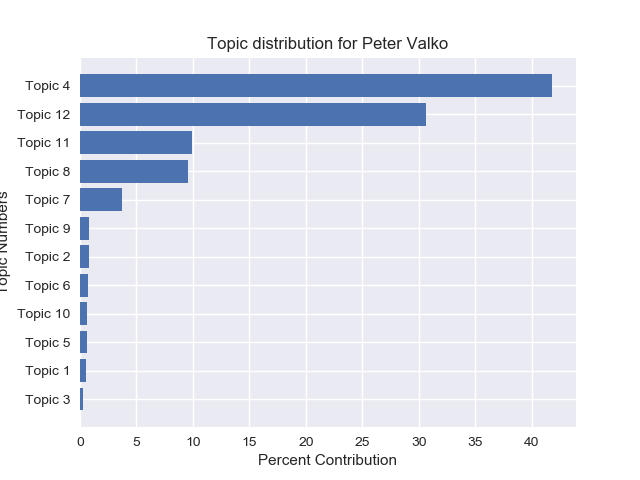 Topic distribution for Peter Valko
Topic 4
Topic 12
Topic 11
Topic 8
Topic 7
Topic 9
Topic 2
Topic 6
Topic 10
Topic 5
Topic 1
Topic 3
Topic Numbers
0 5 10 15 20 25 30 35 40
Percent Contribution